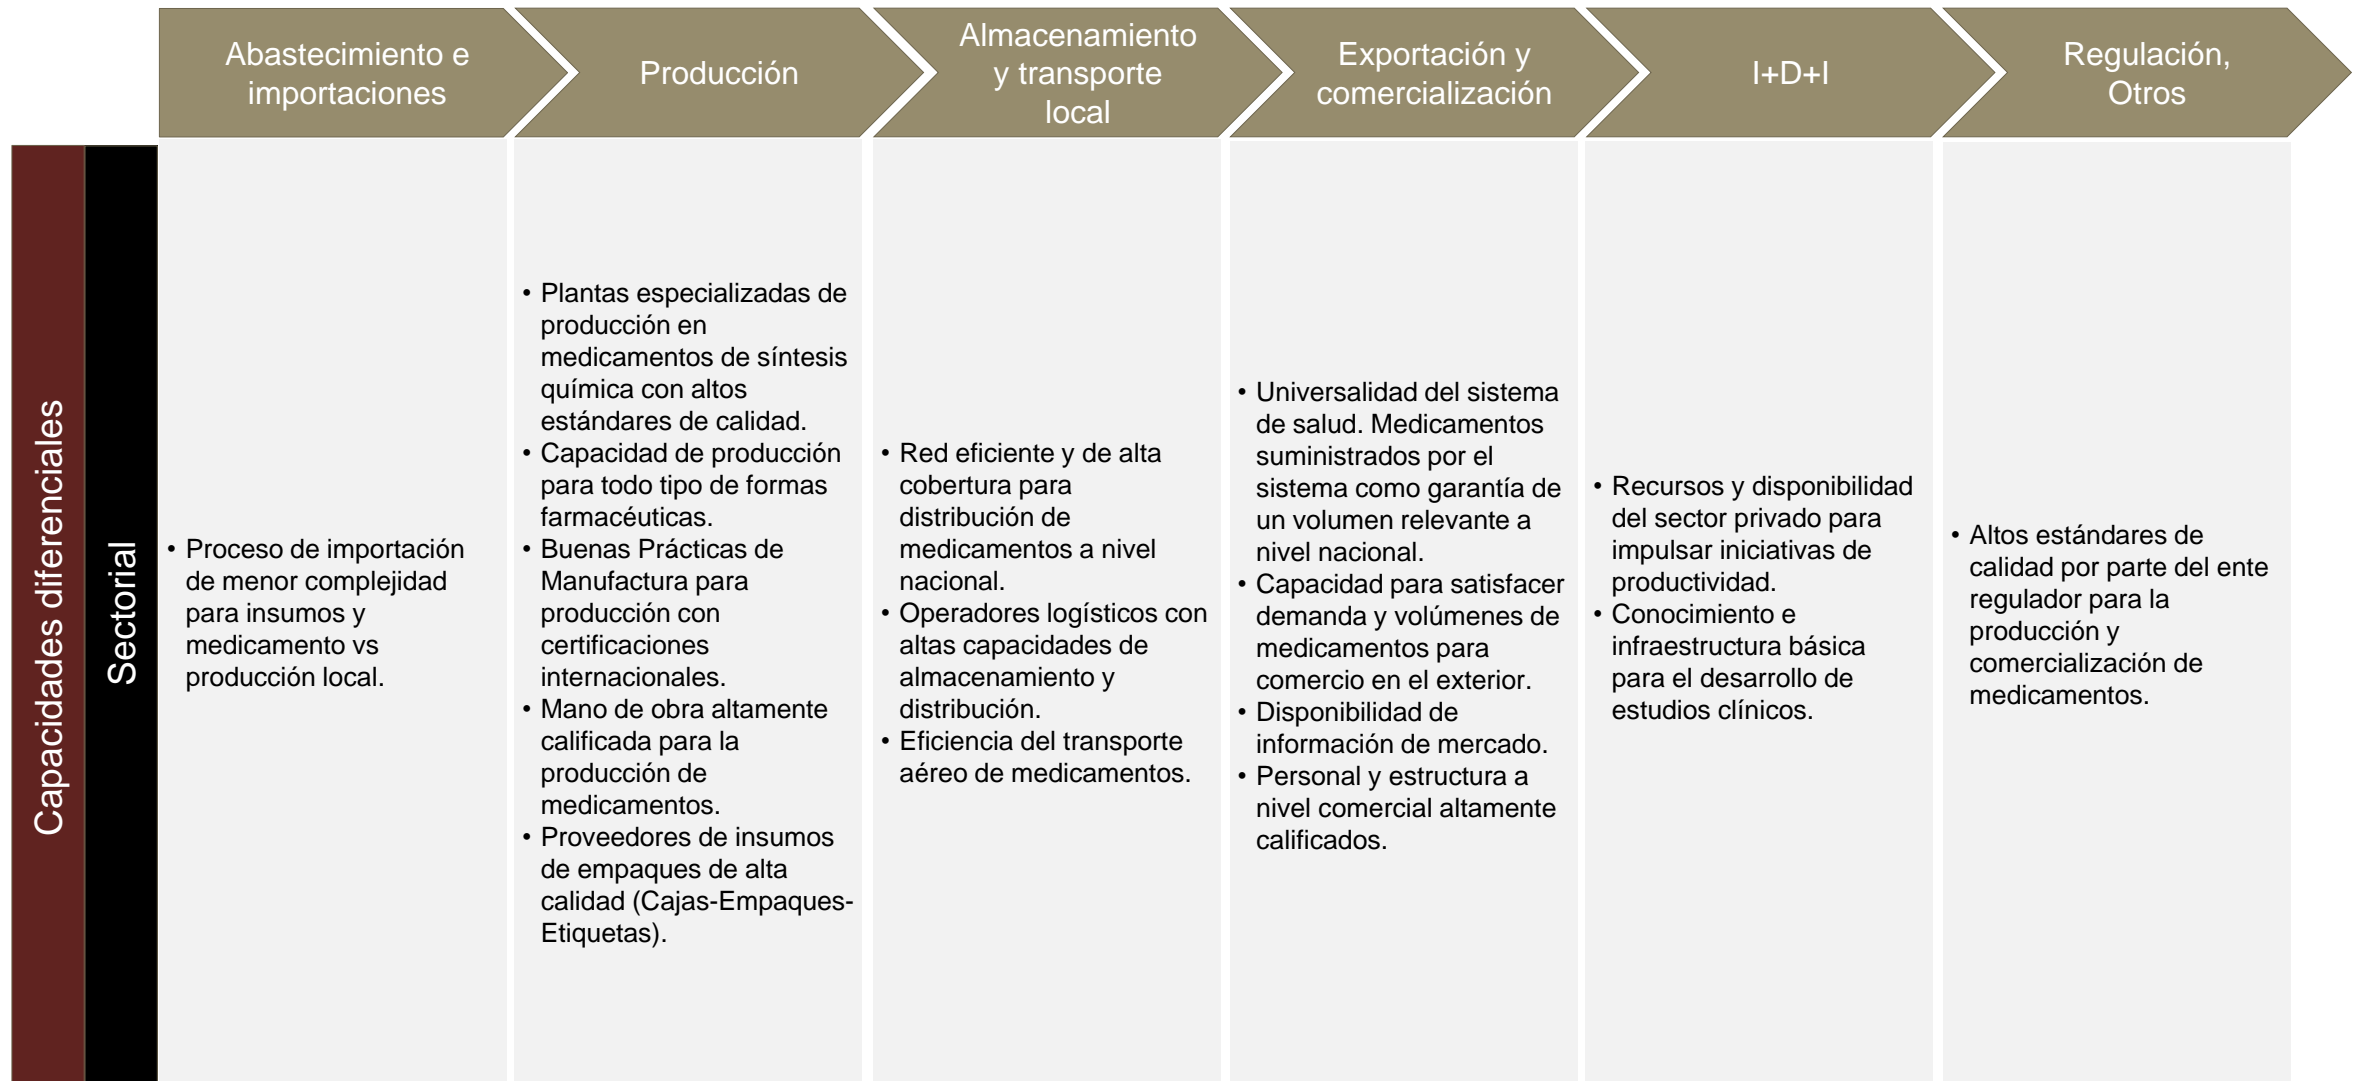 Abastecimiento e
importaciones
Producción
Almacenamiento
y transporte
local
Exportación y
comercialización
I+D+I
Regulación,
Otros
Capacidades diferenciales
Sectorial
• Proceso de importación
de menor complejidad
para insumos y
medicamento vs
producción local.
• Plantas especializadas de
producción en
medicamentos de síntesis
química con altos
estándares de calidad.
• Capacidad de producción
para todo tipo de formas
farmacéuticas.
• Buenas Prácticas de
Manufactura para
producción con
certificaciones
internacionales.
• Mano de obra altamente
calificada para la
producción de
medicamentos.
• Proveedores de insumos
de empaques de alta
calidad (Cajas-Empaques-
Etiquetas).
• Red eficiente y de alta
cobertura para
distribución de
medicamentos a nivel
nacional.
• Operadores logísticos con
altas capacidades de
almacenamiento y
distribución.
• Eficiencia del transporte
aéreo de medicamentos.
• Universalidad del sistema
de salud. Medicamentos
suministrados por el
sistema como garantía de
un volumen relevante a
nivel nacional.
• Capacidad para satisfacer
demanda y volúmenes de
medicamentos para
comercio en el exterior.
• Disponibilidad de
información de mercado.
• Personal y estructura a
nivel comercial altamente
calificados.
• Recursos y disponibilidad
del sector privado para
impulsar iniciativas de
productividad.
• Conocimiento e
infraestructura básica
para el desarrollo de
estudios clínicos.
• Altos estándares de
calidad por parte del ente
regulador para la
producción y
comercialización de
medicamentos.